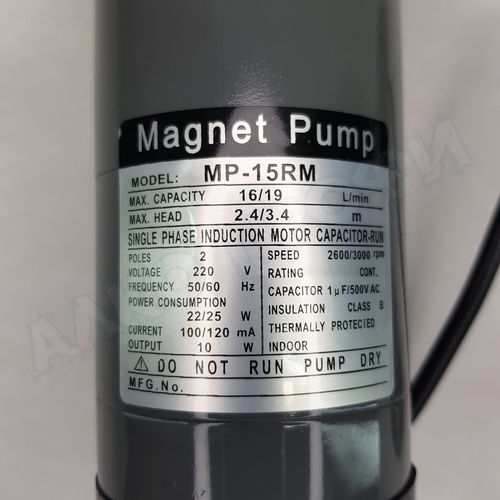 Magnet Pump
MODEL: MP-15RM
MAX. CAPACITY 16/19 L/min
MAX. HEAD 2.4/3.4 m
SINGLE PHASE INDUCTION MOTOR CAPACITOR-RUN
POLES 2 SPEED 2600/3000 rpm
VOLTAGE 220 V RATING CONT.
FREQUENCY 50/60 Hz CAPACITOR 1μF/500V AC
POWER CONSUMPTION
22/25 W INSULATION CLASS B
CURRENT 100/120 mA THERMALLY PROTECTED
OUTPUT 10 W INDOOR
⚠ DO NOT RUN PUMP DRY
MFG.No.